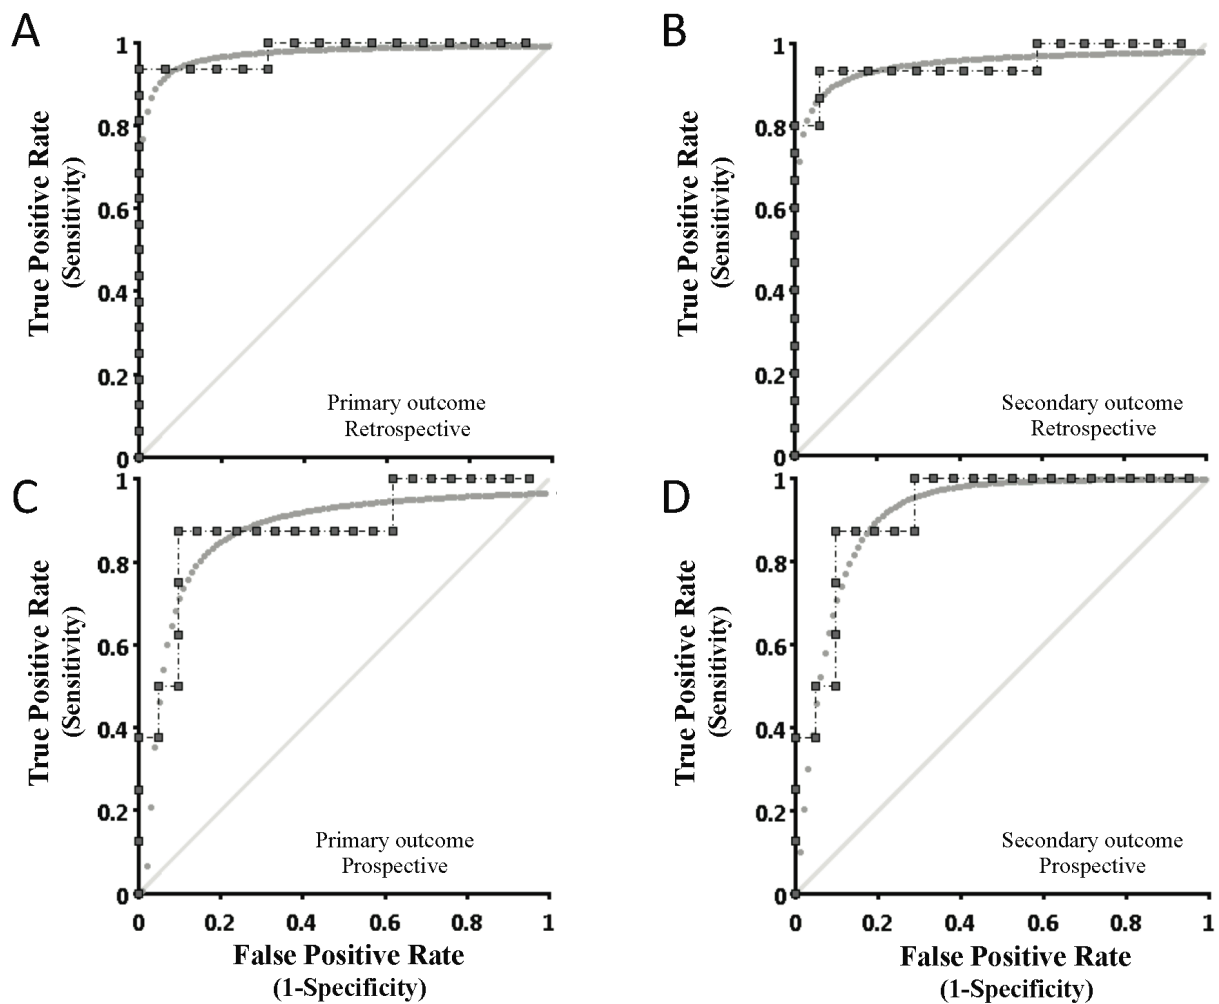 A
1
0.8
0.6
0.4
0.2
0
True Positive Rate
(Sensitivity)
Primary outcome
Retrospective
B
1
0.8
0.6
0.4
0.2
0
True Positive Rate
(Sensitivity)
Secondary outcome
Retrospective
C
1
0.8
0.6
0.4
0.2
0
True Positive Rate
(Sensitivity)
Primary outcome
Prospective
0 0.2 0.4 0.6 0.8 1
False Positive Rate
(1-Specificity)
D
1
0.8
0.6
0.4
0.2
0
True Positive Rate
(Sensitivity)
Secondary outcome
Prospective
0 0.2 0.4 0.6 0.8 1
False Positive Rate
(1-Specificity)